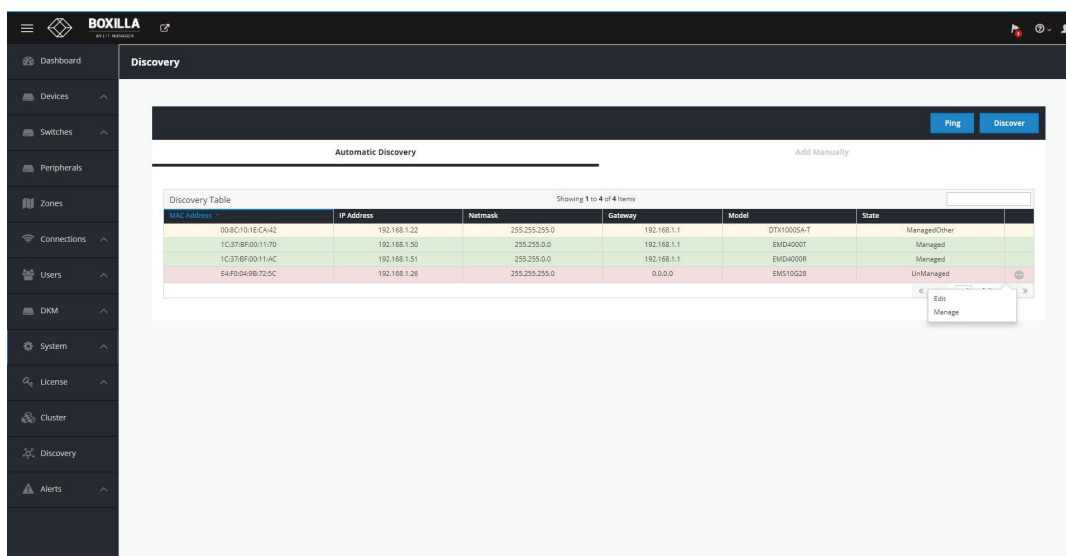 BOXILLA
AV | IT MANAGER
Dashboard
Discovery
Devices
Switches
Ping Discover
Automatic Discovery Add Manually
Peripherals
Zones
Discovery Table Showing 1 to 4 of 4 Items
MAC Address IP Address Netmask Gateway Model State
00:8C:10:1E:CA:42 192.168.1.22 255.255.255.0 192.168.1.1 DTX1000SA-T ManagedOther
1C:37:BF:00:11:70 192.168.1.50 255.255.0.0 192.168.1.1 EMD4000T Managed
1C:37:BF:00:11:AC 192.168.1.51 255.255.0.0 192.168.1.1 EMD4000R Managed
E4:F0:04:9B:72:5C 192.168.1.26 255.255.255.0 0.0.0.0 EMS10G28 UnManaged
Edit
Manage
Connections
Users
DKM
System
License
Cluster
Discovery
Alerts